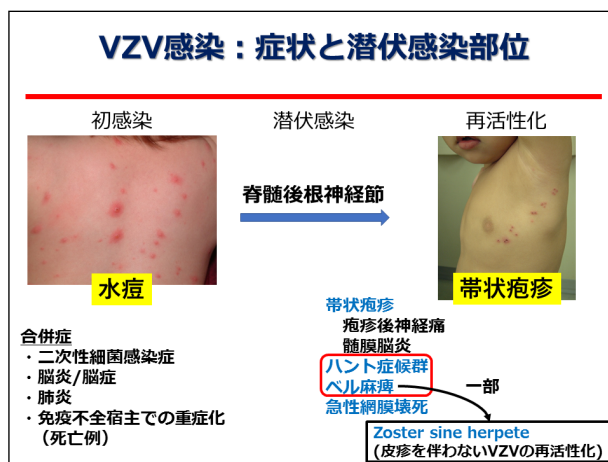 VZV感染：症状と潜伏感染部位
初感染
潜伏感染
再活性化
脊髄後根神経節
水痘
帯状疱疹
合併症
・二次性細菌感染症
・脳炎/脳症
・肺炎
・免疫不全宿主での重症化
（死亡例）
帯状疱疹
疱疹後神経痛
髄膜脳炎
ハント症候群
ベル麻痺
急性網膜壊死
一部
Zoster sine herpete
(皮疹を伴わないVZVの再活性化)